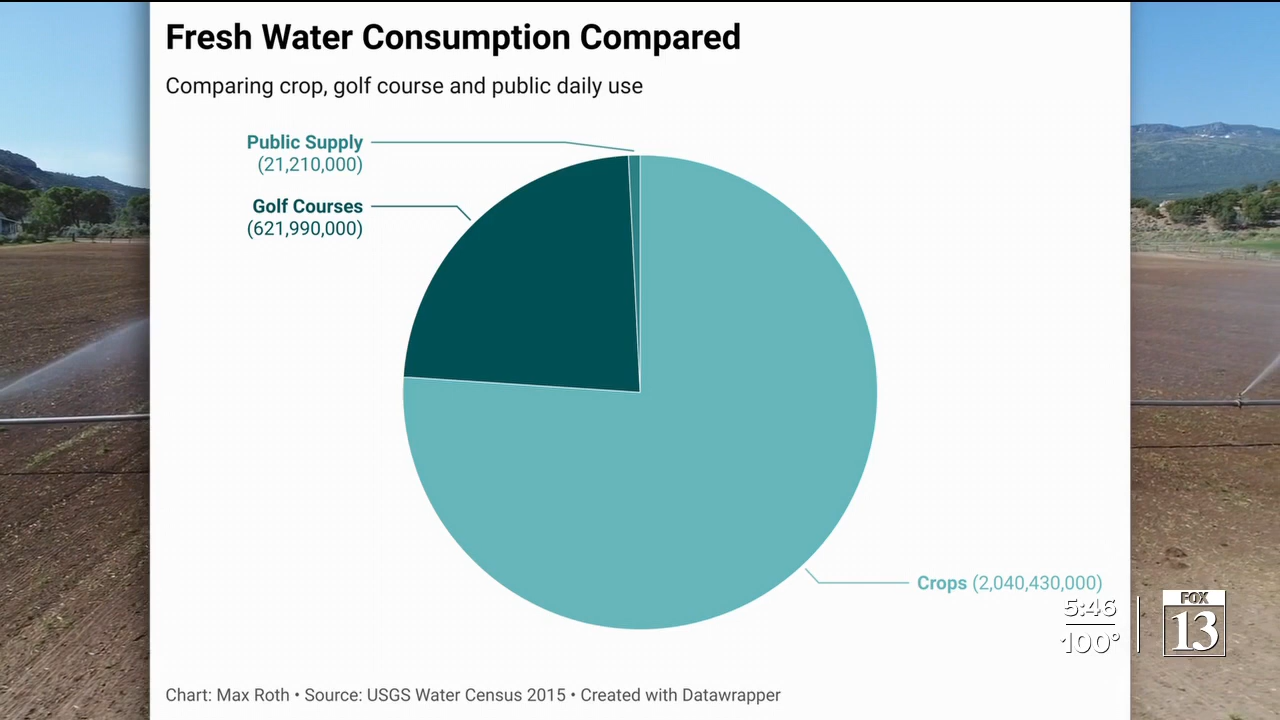 Fresh Water Consumption Compared
Comparing crop, golf course and public daily use
Public Supply
(21,210,000)
Golf Courses
(621,990,000)
Crops (2,040,430,000)
5:46
100°
FOX
13
Chart: Max Roth • Source: USGS Water Census 2015 • Created with Datawrapper